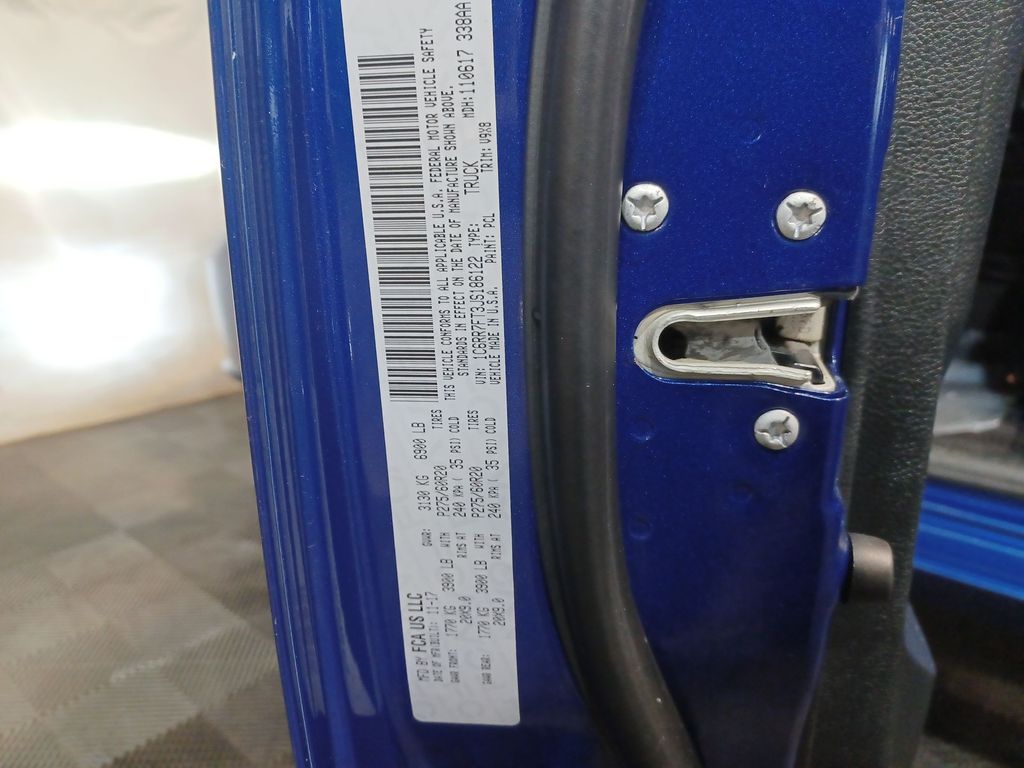 MFD BY FCA US LLC
DATE OF MFR(BUILT): 11-17 GVWR: 3130 KG 6900 LB
GAWR FRONT: 1770 KG 3900 LB WITH P275/60R20 TIRES
20X9.0 RIMS AT 240 KPA ( 35 PSI) COLD
GAWR REAR: 1770 KG 3900 LB WITH P275/60R20 TIRES
20X9.0 RIMS AT 240 KPA ( 35 PSI) COLD
THIS VEHICLE CONFORMS TO ALL APPLICABLE U.S.A. FEDERAL MOTOR VEHICLE SAFETY
STANDARDS IN EFFECT ON THE DATE OF MANUFACTURE SHOWN ABOVE.
VIN: 1C6RR7FT3JS186122 TYPE: TRUCK MDH:110617 338AA
VEHICLE MADE IN U.S.A. PAINT: PCL TRIM: V9X8